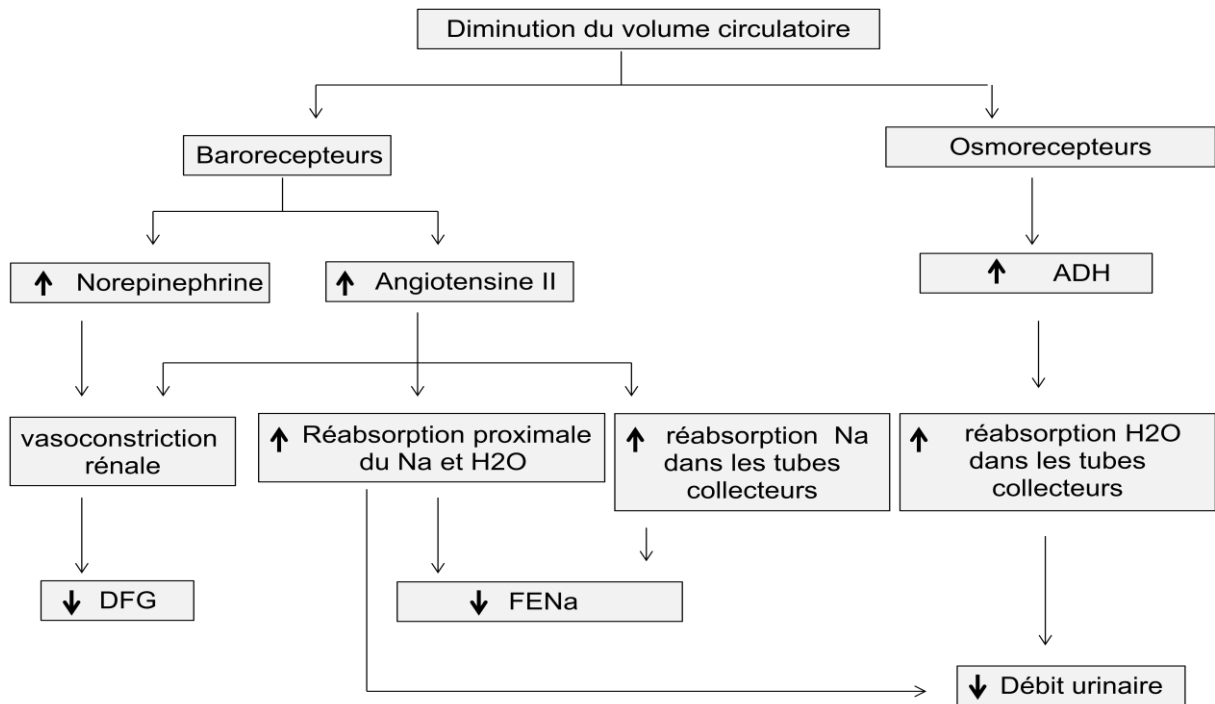 Diminution du volume circulatoire
Barorecepteurs
Osmorecepteurs
↑ Norepinephrine
↑ Angiotensine II
↑ ADH
vasoconstriction
rénale
↑ Réabsorption proximale
du Na et H2O
↑ réabsorption Na
dans les tubes
collecteurs
↑ réabsorption H2O
dans les tubes
collecteurs
↓ DFG
↓ FENa
↓ Débit urinaire